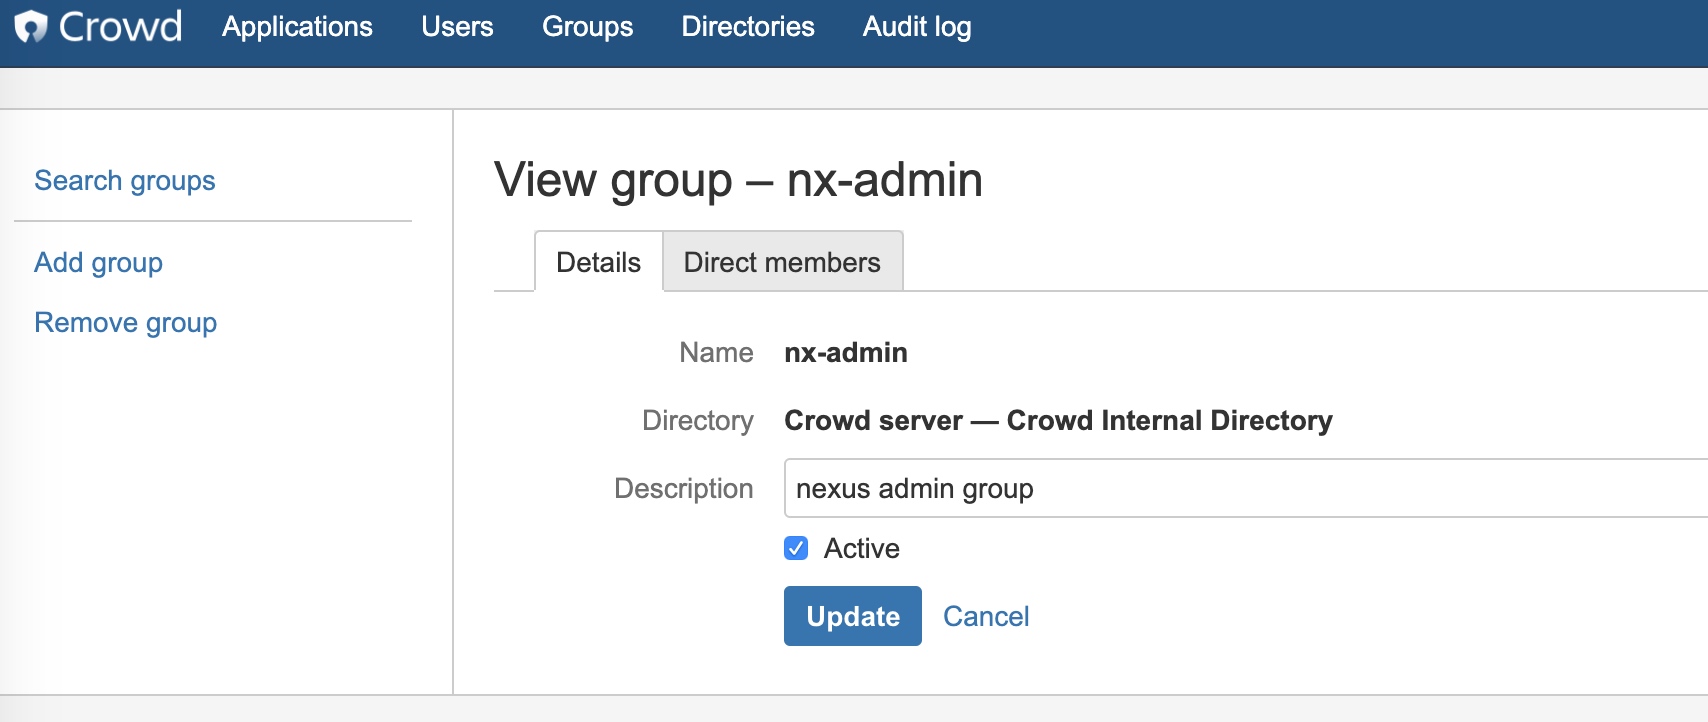 Crowd Applications Users Groups Directories Audit log
Search groups
Add group
Remove group
View group – nx-admin
Details Direct members
Name nx-admin
Directory Crowd server — Crowd Internal Directory
Description nexus admin group
Active
Update Cancel